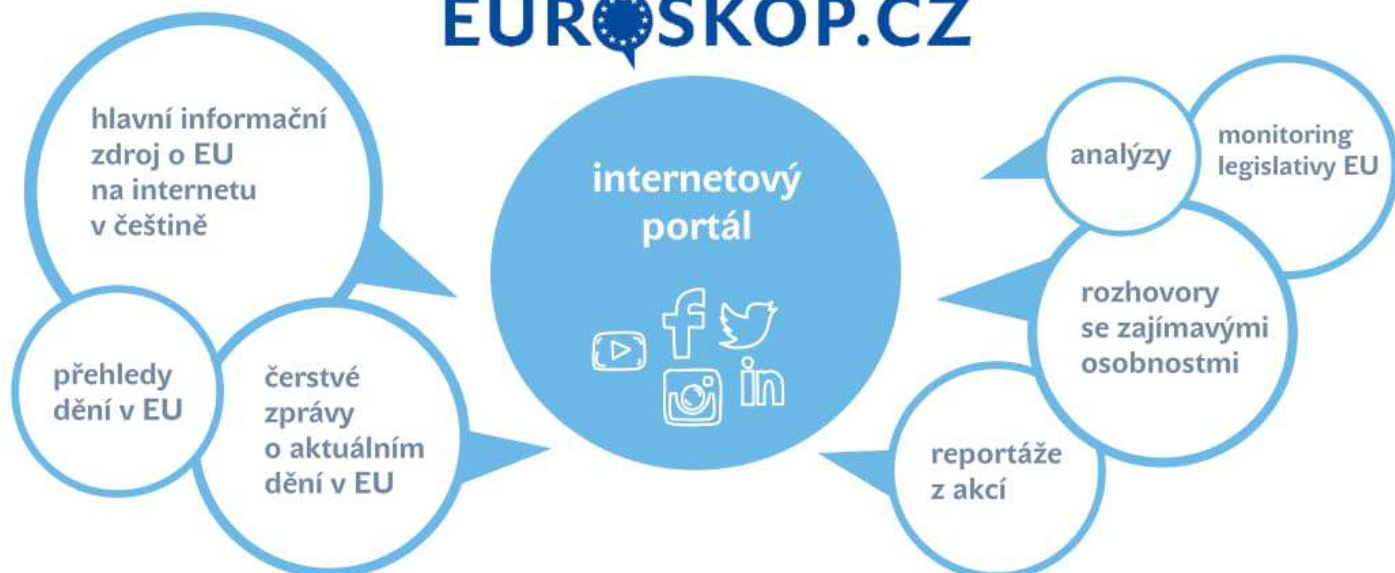 EUROSKOP.CZ
hlavní informační
zdroj o EU
na internetu
v češtině
přehledy
dění v EU
čerstvé
zprávy
o aktuálním
dění v EU
internetový
portál
analýzy
monitoring
legislativy EU
rozhovory
se zajímavými
osobnostmi
reportáže
z akcí